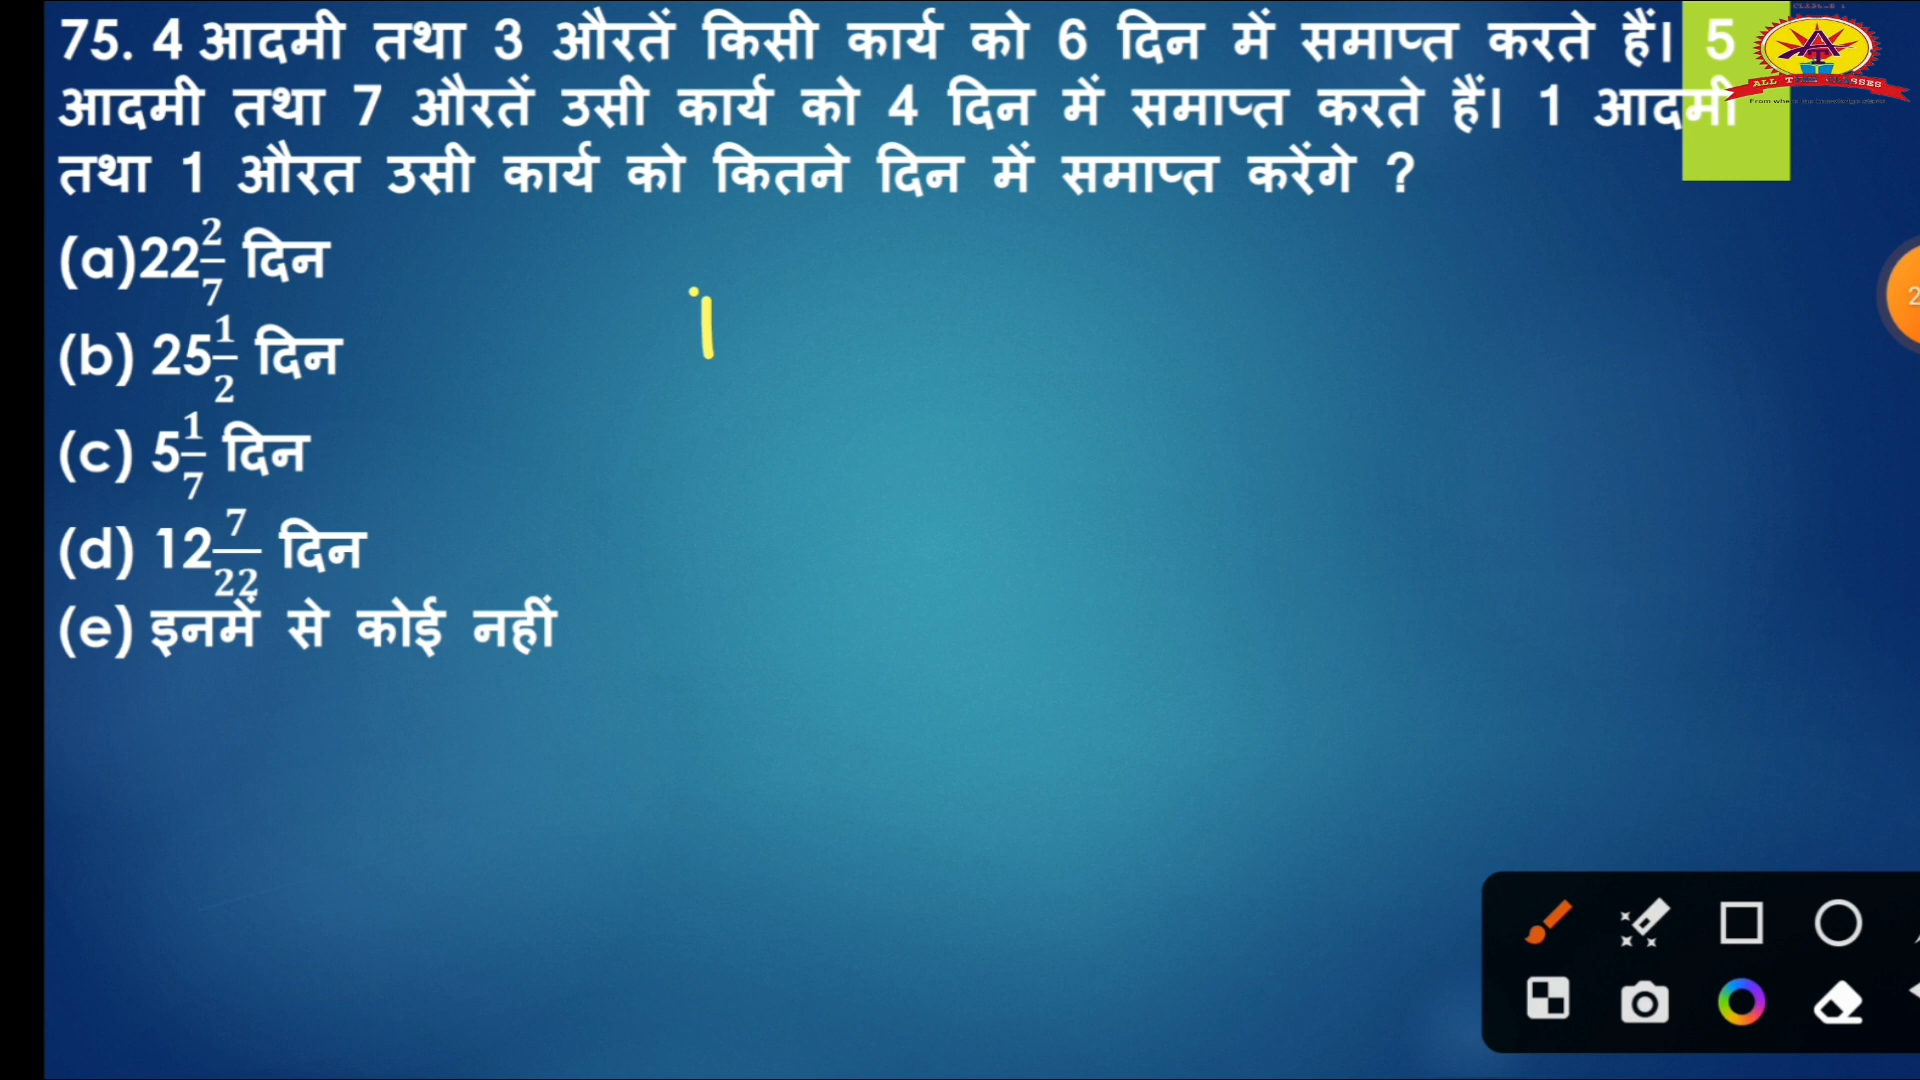 75. 4 आदमी तथा 3 औरतें किसी कार्य को 6 दिन में समाप्त करते हैं। 5
आदमी तथा 7 औरतें उसी कार्य को 4 दिन में समाप्त करते हैं। 1 आदमी
तथा 1 औरत उसी कार्य को कितने दिन में समाप्त करेंगे ?
(a)22 2/7 दिन
(b) 25 1/2 दिन
(c) 5 1/7 दिन
(d) 12 7/22 दिन
(e) इनमें से कोई नहीं